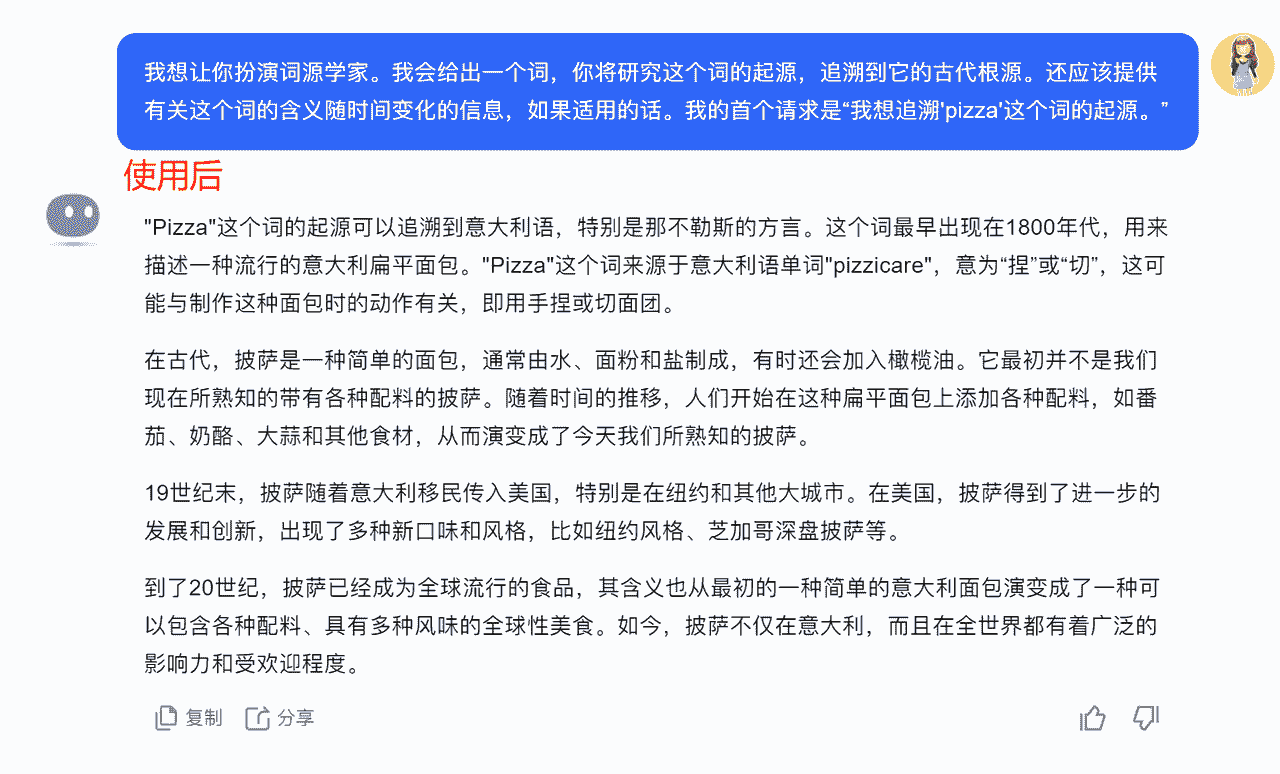 我想让你扮演词源学家。我会给出一个词，你将研究这个词的起源，追溯到它的古代根源。还应该提供
有关这个词的含义随时间变化的信息，如果适用的话。我的首个请求是“我想追溯'pizza'这个词的起源。”
使用后
"Pizza"这个词的起源可以追溯到意大利语，特别是那不勒斯的方言。这个词最早出现在1800年代，用来
描述一种流行的意大利扁平面包。"Pizza"这个词来源于意大利语单词"pizzicare"，意为“捏”或“切”，这可
能与制作这种面包时的动作有关，即用手捏或切面团。
在古代，披萨是一种简单的面包，通常由水、面粉和盐制成，有时还会加入橄榄油。它最初并不是我们
现在所熟知的带有各种配料的披萨。随着时间的推移，人们开始在这种扁平面包上添加各种配料，如番
茄、奶酪、大蒜和其他食材，从而演变成了今天我们所熟知的披萨。
19世纪末，披萨随着意大利移民传入美国，特别是在纽约和其他大城市。在美国，披萨得到了进一步的
发展和创新，出现了多种新口味和风格，比如纽约风格、芝加哥深盘披萨等。
到了20世纪，披萨已经成为全球流行的食品，其含义也从最初的一种简单的意大利面包演变成了一种可
以包含各种配料、具有多种风味的全球性美食。如今，披萨不仅在意大利，而且在全世界都有着广泛的
影响力和受欢迎程度。
复制 分享